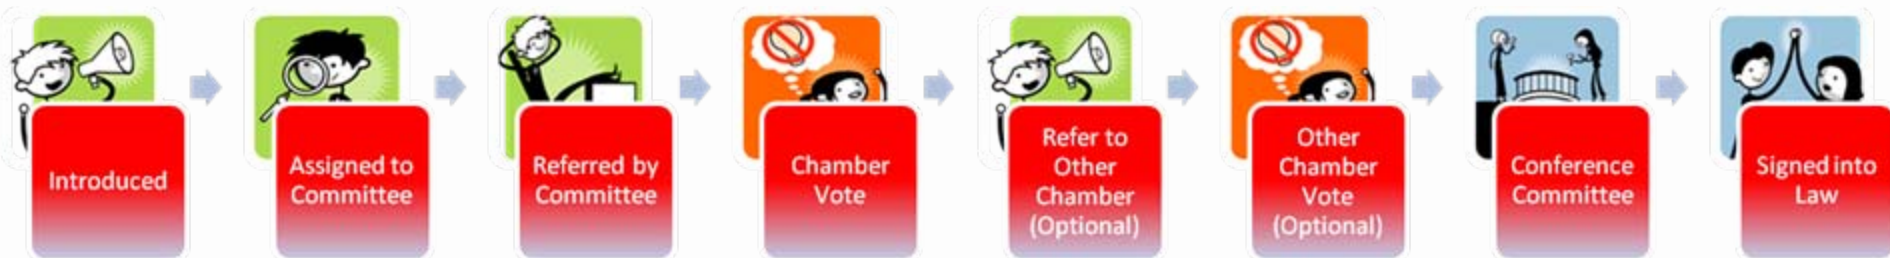 Introduced
Assigned to
Committee
Referred by
Committee
Chamber
Vote
Refer to
Other
Chamber
(Optional)
Other
Chamber
Vote
(Optional)
Conference
Committee
Signed into
Law